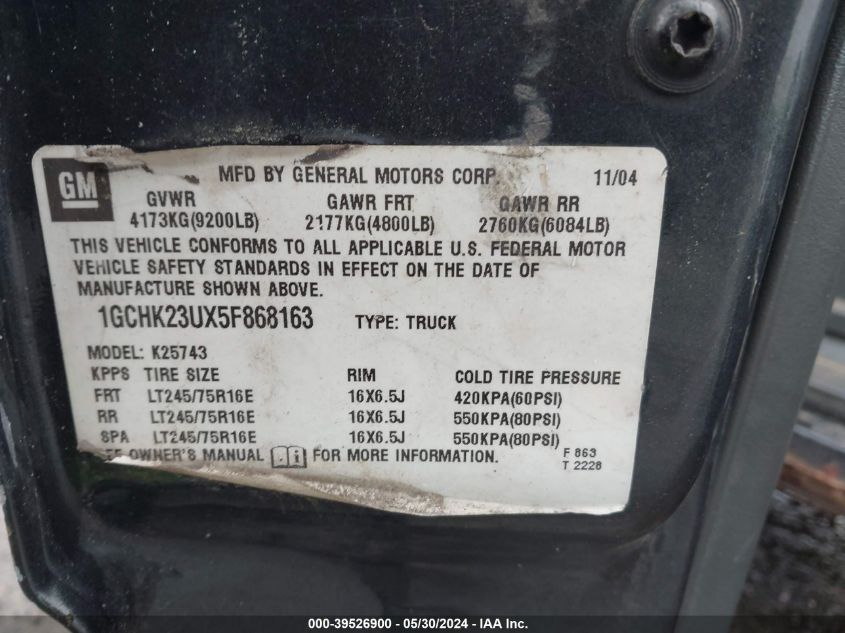 GM
MFD BY GENERAL MOTORS CORP. 11/04
GVWR GAWR FRT GAWR RR
4173KG(9200LB) 2177KG(4800LB) 2760KG(6084LB)
THIS VEHICLE CONFORMS TO ALL APPLICABLE U.S. FEDERAL MOTOR
VEHICLE SAFETY STANDARDS IN EFFECT ON THE DATE OF
MANUFACTURE SHOWN ABOVE.
1GCHK23UX5F868163 TYPE: TRUCK
MODEL: K25743
KPPS TIRE SIZE RIM COLD TIRE PRESSURE
FRT LT245/75R16E 16X6.5J 420KPA(60PSI)
RR LT245/75R16E 16X6.5J 550KPA(80PSI)
SPA LT245/75R16E 16X6.5J 550KPA(80PSI)
OWNER'S MANUAL FOR MORE INFORMATION.
F 863
T 2228
000-39526900 - 05/30/2024 - IAA Inc.